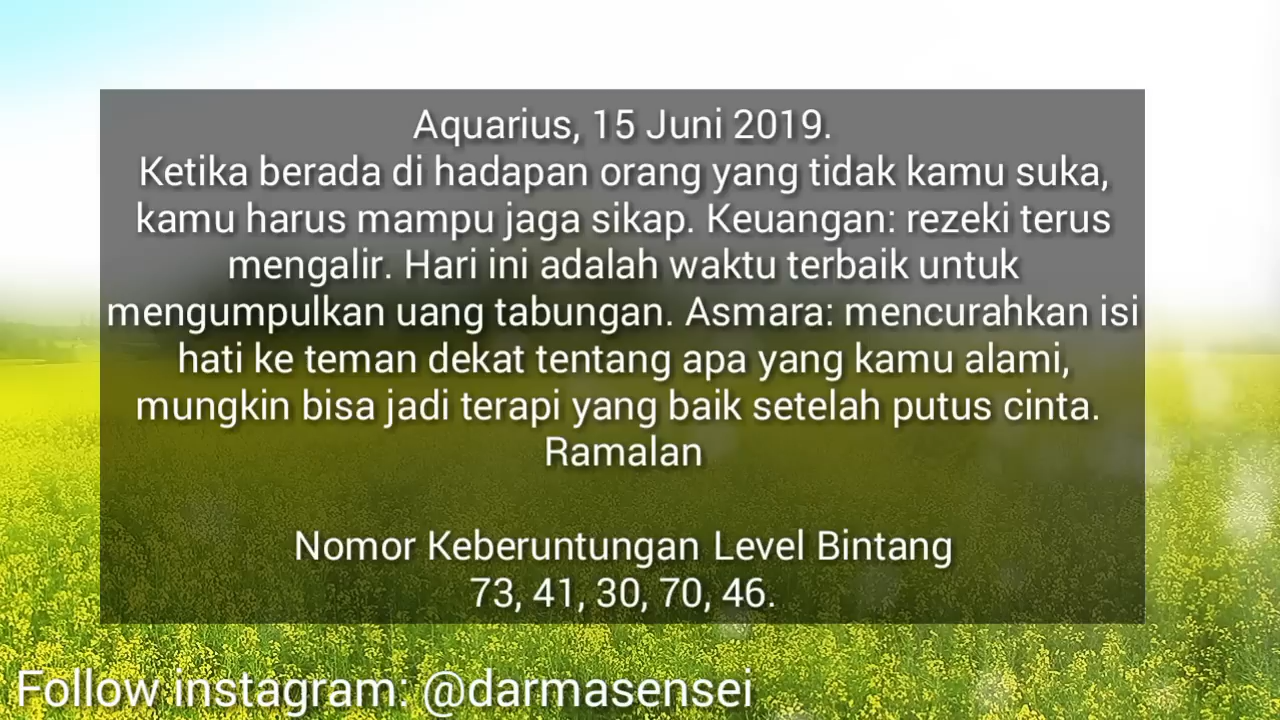 Aquarius, 15 Juni 2019.
Ketika berada di hadapan orang yang tidak kamu suka,
kamu harus mampu jaga sikap. Keuangan: rezeki terus
mengalir. Hari ini adalah waktu terbaik untuk
mengumpulkan uang tabungan. Asmara: mencurahkan isi
hati ke teman dekat tentang apa yang kamu alami,
mungkin bisa jadi terapi yang baik setelah putus cinta.
Ramalan
Nomor Keberuntungan Level Bintang
73, 41, 30, 70, 46.
Follow instagram: @darmasensei